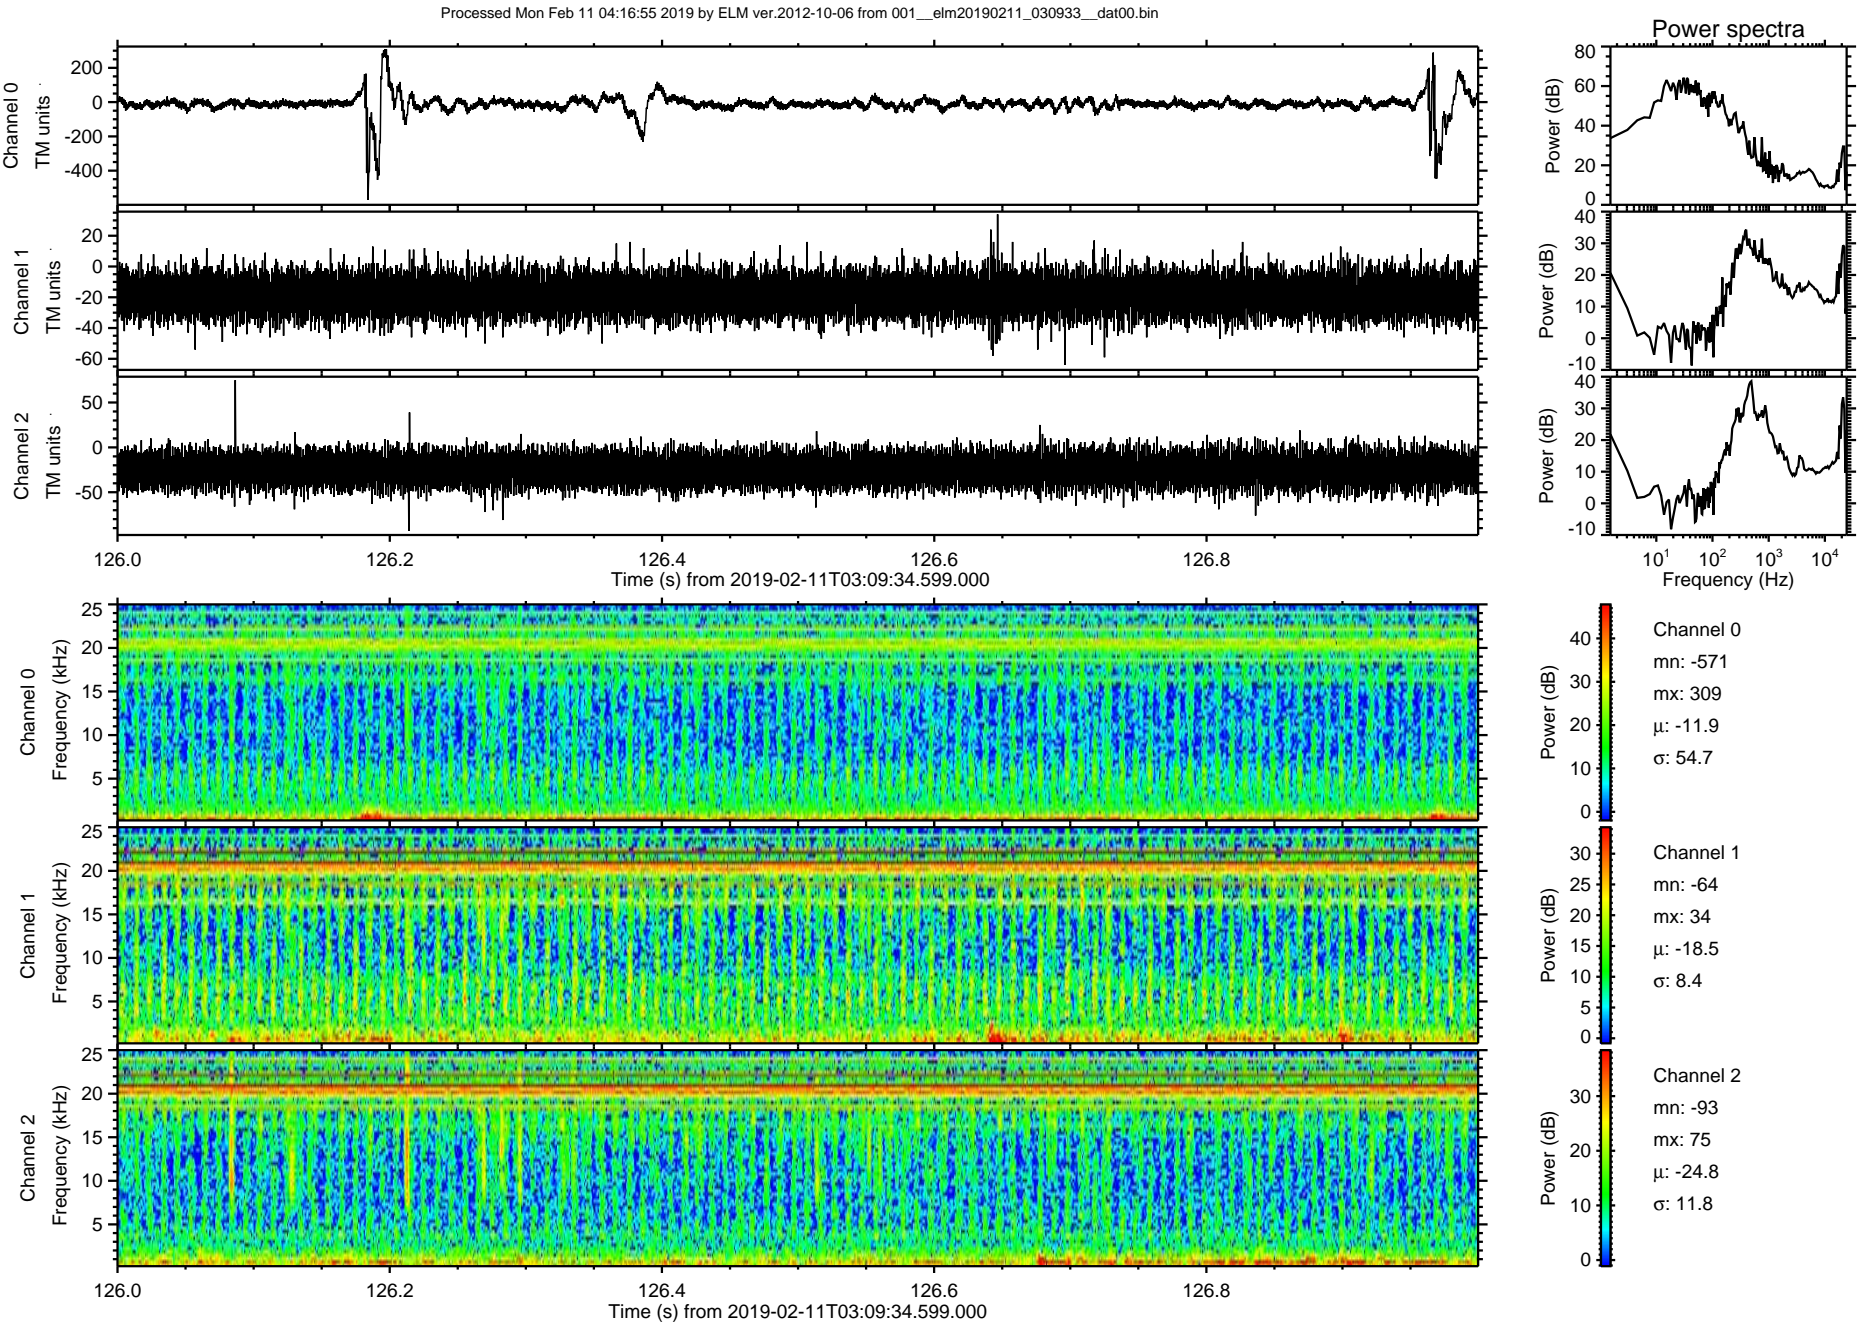 Processed Mon Feb 11 04:16:55 2019 by ELM ver.2012-10-06 from 001__elm20190211_030933__dat00.bin
Power spectra
Channel 0
TM units
200
0
-200
-400
Power (dB)
80
60
40
20
0
Channel 1
TM units
20
0
-20
-40
-60
Power (dB)
40
30
20
10
0
-10
Channel 2
TM units
50
0
-50
Power (dB)
40
30
20
10
0
-10
126.0 126.2 126.4 126.6 126.8
Time (s) from 2019-02-11T03:09:34.599.000
10¹ 10² 10³ 10⁴
Frequency (Hz)
Channel 0
Frequency (kHz)
25
20
15
10
5
Power (dB)
40
30
20
10
0
Channel 0
mn: -571
mx: 309
μ: -11.9
σ: 54.7
Channel 1
Frequency (kHz)
25
20
15
10
5
Power (dB)
30
25
20
15
10
5
0
Channel 1
mn: -64
mx: 34
μ: -18.5
σ: 8.4
Channel 2
Frequency (kHz)
25
20
15
10
5
Power (dB)
30
20
10
0
Channel 2
mn: -93
mx: 75
μ: -24.8
σ: 11.8
126.0 126.2 126.4 126.6 126.8
Time (s) from 2019-02-11T03:09:34.599.000